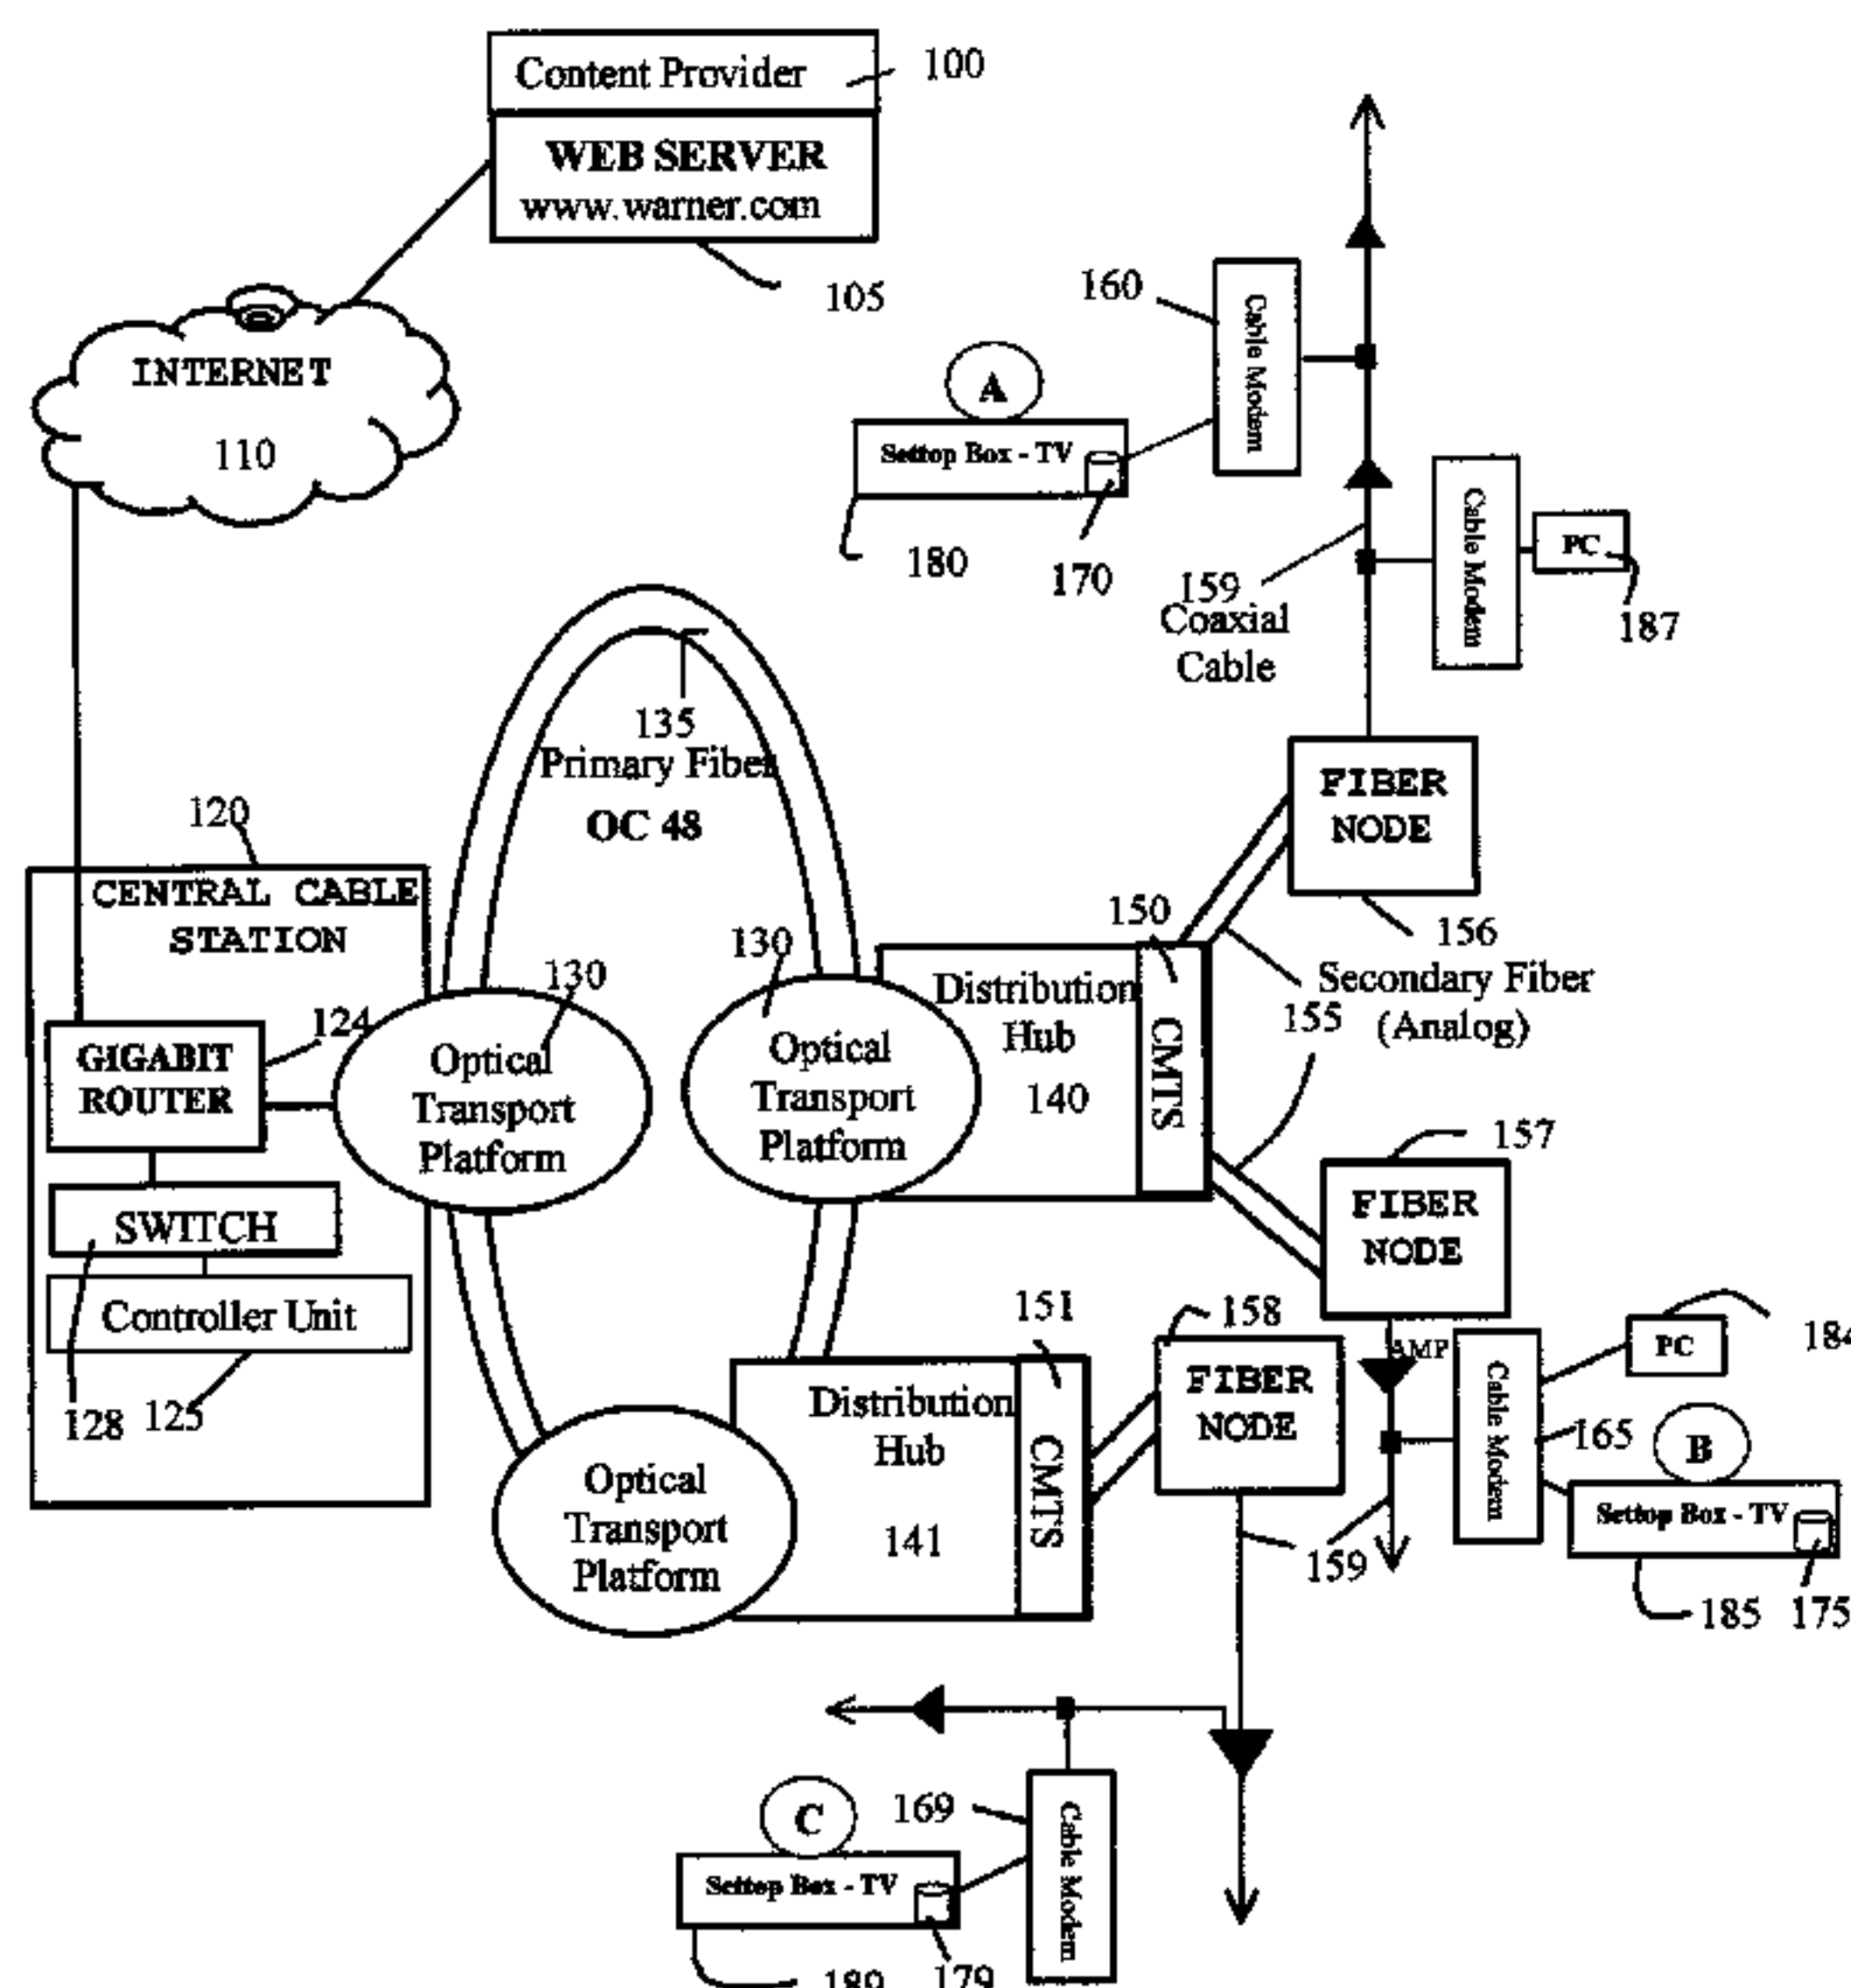 Content Provider
100
WEB SERVER
www.warner.com
105
INTERNET
110
160
Cable Modem
A
Settop Box - TV
180
170
159
Coaxial
Cable
Cable Modem
PC
187
135
Primary Fiber
OC 48
FIBER
NODE
156
120
CENTRAL CABLE
STATION
130
130
124
GIGABIT
ROUTER
SWITCH
Controller Unit
128
125
Optical
Transport
Platform
Optical
Transport
Platform
Distribution
Hub
140
150
CMTS
Secondary Fiber
(Analog)
155
157
FIBER
NODE
151
158
FIBER
NODE
AMP
Cable Modem
PC
184
165
B
Settop Box - TV
185
175
Optical
Transport
Platform
Distribution
Hub
141
CMTS
159
C
Settop Box - TV
169
Cable Modem
189
179